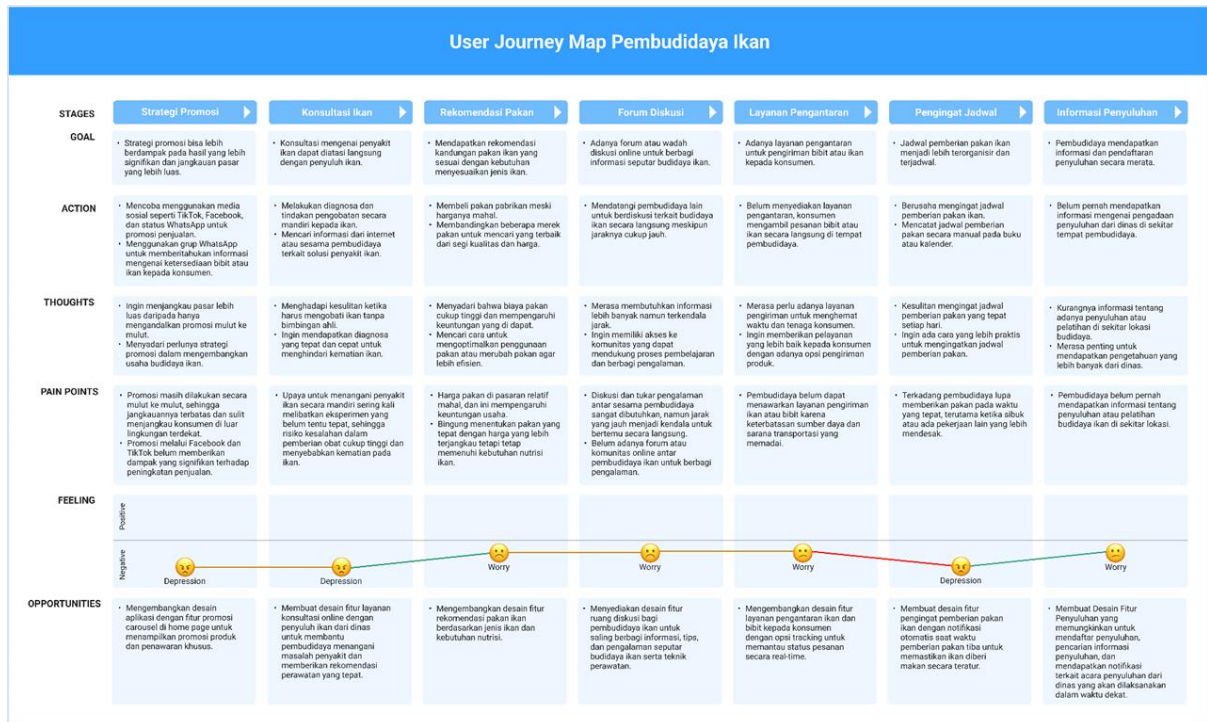 User Journey Map Pembudidaya Ikan
STAGES
Strategi Promosi
Konsultasi Ikan
Rekomendasi Pakan
Forum Diskusi
Layanan Pengantaran
Pengingat Jadwal
Informasi Penyuluhan
GOAL
• Strategi promosi bisa lebih
berdampak pada hasil yang lebih
signifikan dan jangkauan pasar
yang lebih luas.
• Konsultasi mengenai penyakit
ikan dapat diatasi langsung
dengan penyuluh ikan.
• Mendapatkan rekomendasi
kandungan pakan ikan yang
sesuai dengan kebutuhan
menyesuaikan jenis ikan.
• Adanya forum atau wadah
diskusi online untuk berbagi
informasi seputar budidaya ikan.
• Adanya layanan pengantaran
untuk pengiriman bibit atau ikan
kepada konsumen.
• Jadwal pemberian pakan ikan
menjadi lebih terorganisir dan
terjadwal.
• Pembudidaya mendapatkan
informasi dan pendaftaran
penyuluhan secara merata.
ACTION
• Mencoba menggunakan media
sosial seperti TikTok, Facebook,
dan status WhatsApp untuk
promosi penjualan.
• Menggunakan grup WhatsApp
untuk memberitahukan informasi
mengenai ketersediaan bibit atau
ikan kepada konsumen.
• Melakukan diagnosa dan
tindakan pengobatan secara
mandiri kepada ikan.
• Mencari informasi dari internet
atau sesama pembudidaya
terkait solusi penyakit ikan.
• Membeli pakan pabrikan meski
harganya mahal.
• Membandingkan beberapa merek
pakan untuk mencari yang terbaik
dari segi kualitas dan harga.
• Mendatangi pembudidaya lain
untuk berdiskusi terkait budidaya
ikan secara langsung meskipun
jaraknya cukup jauh.
• Belum menyediakan layanan
pengantaran, konsumen
mengambil pesanan bibit atau
ikan secara langsung di tempat
pembudidaya.
• Berusaha mengingat jadwal
pemberian pakan ikan.
• Mencatat jadwal pemberian
pakan secara manual pada buku
atau kalender.
• Belum pernah mendapatkan
informasi mengenai pengadaan
penyuluhan dari dinas di sekitar
tempat pembudidaya.
THOUGHTS
• Ingin menjangkau pasar lebih
luas daripada hanya
mengandalkan promosi mulut ke
mulut.
• Menyadari perlunya strategi
promosi dalam mengembangkan
usaha budidaya ikan.
• Menghadapi kesulitan ketika
harus mengobati ikan tanpa
bimbingan ahli.
• Ingin mendapatkan diagnosa
yang tepat dan cepat untuk
menghindari kematian ikan.
• Menyadari bahwa biaya pakan
cukup tinggi dan mempengaruhi
keuntungan yang di dapat.
• Mencari cara untuk
mengoptimalkan penggunaan
pakan atau merubah pakan agar
lebih efisien.
• Merasa membutuhkan informasi
lebih banyak namun terkendala
jarak.
• Ingin memiliki akses ke
komunitas yang dapat
mendukung proses pembelajaran
dan berbagi pengalaman.
• Merasa perlu adanya layanan
pengiriman untuk menghemat
waktu dan tenaga konsumen.
• Ingin memberikan pelayanan
yang lebih baik kepada konsumen
dengan adanya opsi pengiriman
produk.
• Kesulitan mengingat jadwal
pemberian pakan yang tepat
setiap hari.
• Ingin ada cara yang lebih praktis
untuk mengingatkan jadwal
pemberian pakan.
• Kurangnya informasi tentang
adanya penyuluhan atau
pelatihan di sekitar lokasi
budidaya.
• Merasa penting untuk
mendapatkan pengetahuan yang
lebih banyak dari dinas.
PAIN POINTS
• Promosi masih dilakukan secara
mulut ke mulut, sehingga
jangkauannya terbatas dan sulit
menjangkau konsumen di luar
lingkungan terdekat.
• Promosi melalui Facebook dan
TikTok belum memberikan
dampak yang signifikan terhadap
peningkatan penjualan.
• Upaya untuk menangani penyakit
ikan secara mandiri sering kali
melibatkan eksperimen yang
belum tentu tepat, sehingga
risiko kesalahan dalam
pemberian obat cukup tinggi dan
menyebabkan kematian pada
ikan.
• Harga pakan di pasaran relatif
mahal, dan ini mempengaruhi
keuntungan usaha.
• Bingung menentukan pakan yang
tepat dengan harga yang lebih
terjangkau tetapi tetap
memenuhi kebutuhan nutrisi
ikan.
• Diskusi dan tukar pengalaman
antar sesama pembudidaya
sangat dibutuhkan, namun jarak
yang jauh menjadi kendala untuk
bertemu secara langsung.
• Belum adanya forum atau
komunitas online antar
pembudidaya ikan untuk berbagi
pengalaman.
• Pembudidaya belum dapat
menawarkan layanan pengiriman
ikan atau bibit karena
keterbatasan sumber daya dan
sarana transportasi yang
memadai.
• Terkadang pembudidaya lupa
memberikan pakan pada waktu
yang tepat, terutama ketika sibuk
atau ada pekerjaan lain yang lebih
mendesak.
• Pembudidaya belum pernah
mendapatkan informasi tentang
penyuluhan atau pelatihan
budidaya ikan di sekitar lokasi.
FEELING
Positive
Negative
Depression
Depression
Worry
Worry
Worry
Depression
Worry
OPPORTUNITIES
• Mengembangkan desain
aplikasi dengan fitur promosi
carousel di home page untuk
menampilkan promosi produk
dan penawaran khusus.
• Membuat desain fitur layanan
konsultasi online dengan
penyuluh ikan dari dinas
untuk membantu
pembudidaya menangani
masalah penyakit dan
memberikan rekomendasi
perawatan yang tepat.
• Mengembangkan desain fitur
rekomendasi pakan ikan
berdasarkan jenis ikan dan
kebutuhan nutrisi.
• Menyediakan desain fitur
ruang diskusi bagi
pembudidaya ikan untuk
saling berbagi informasi, tips,
dan pengalaman seputar
budidaya ikan serta teknik
perawatan.
• Mengembangkan desain fitur
layanan pengantaran ikan dan
bibit kepada konsumen
dengan opsi tracking untuk
memantau status pesanan
secara real-time.
• Membuat desain fitur
pengingat pemberian pakan
ikan dengan notifikasi
otomatis saat waktu
pemberian pakan tiba untuk
memastikan ikan diberi
makan secara teratur.
• Membuat Desain Fitur
Penyuluhan yang
memungkinkan untuk
mendaftar penyuluhan,
pencarian informasi
penyuluhan, dan
mendapatkan notifikasi
terkait acara penyuluhan dari
dinas yang akan dilaksanakan
dalam waktu dekat.